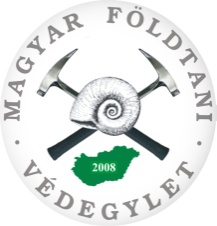 · MAGYAR FÖLDTANI ·
VÉDEGYLET
2008